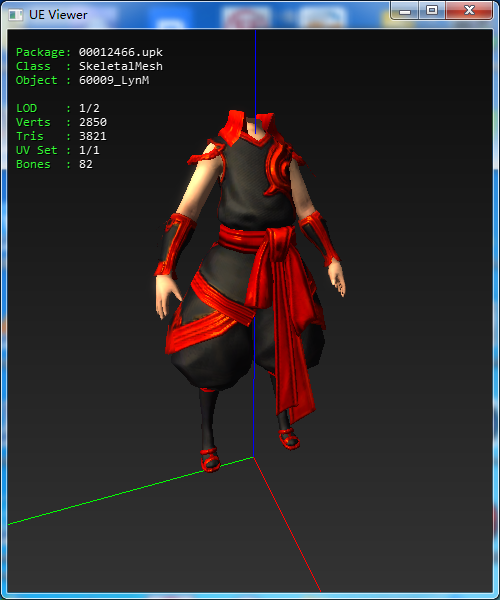 UE Viewer
Package: 00012466.upk
Class : SkeletalMesh
Object : 60009_LynM
LOD : 1/2
Verts : 2850
Tris : 3821
UV Set : 1/1
Bones : 82